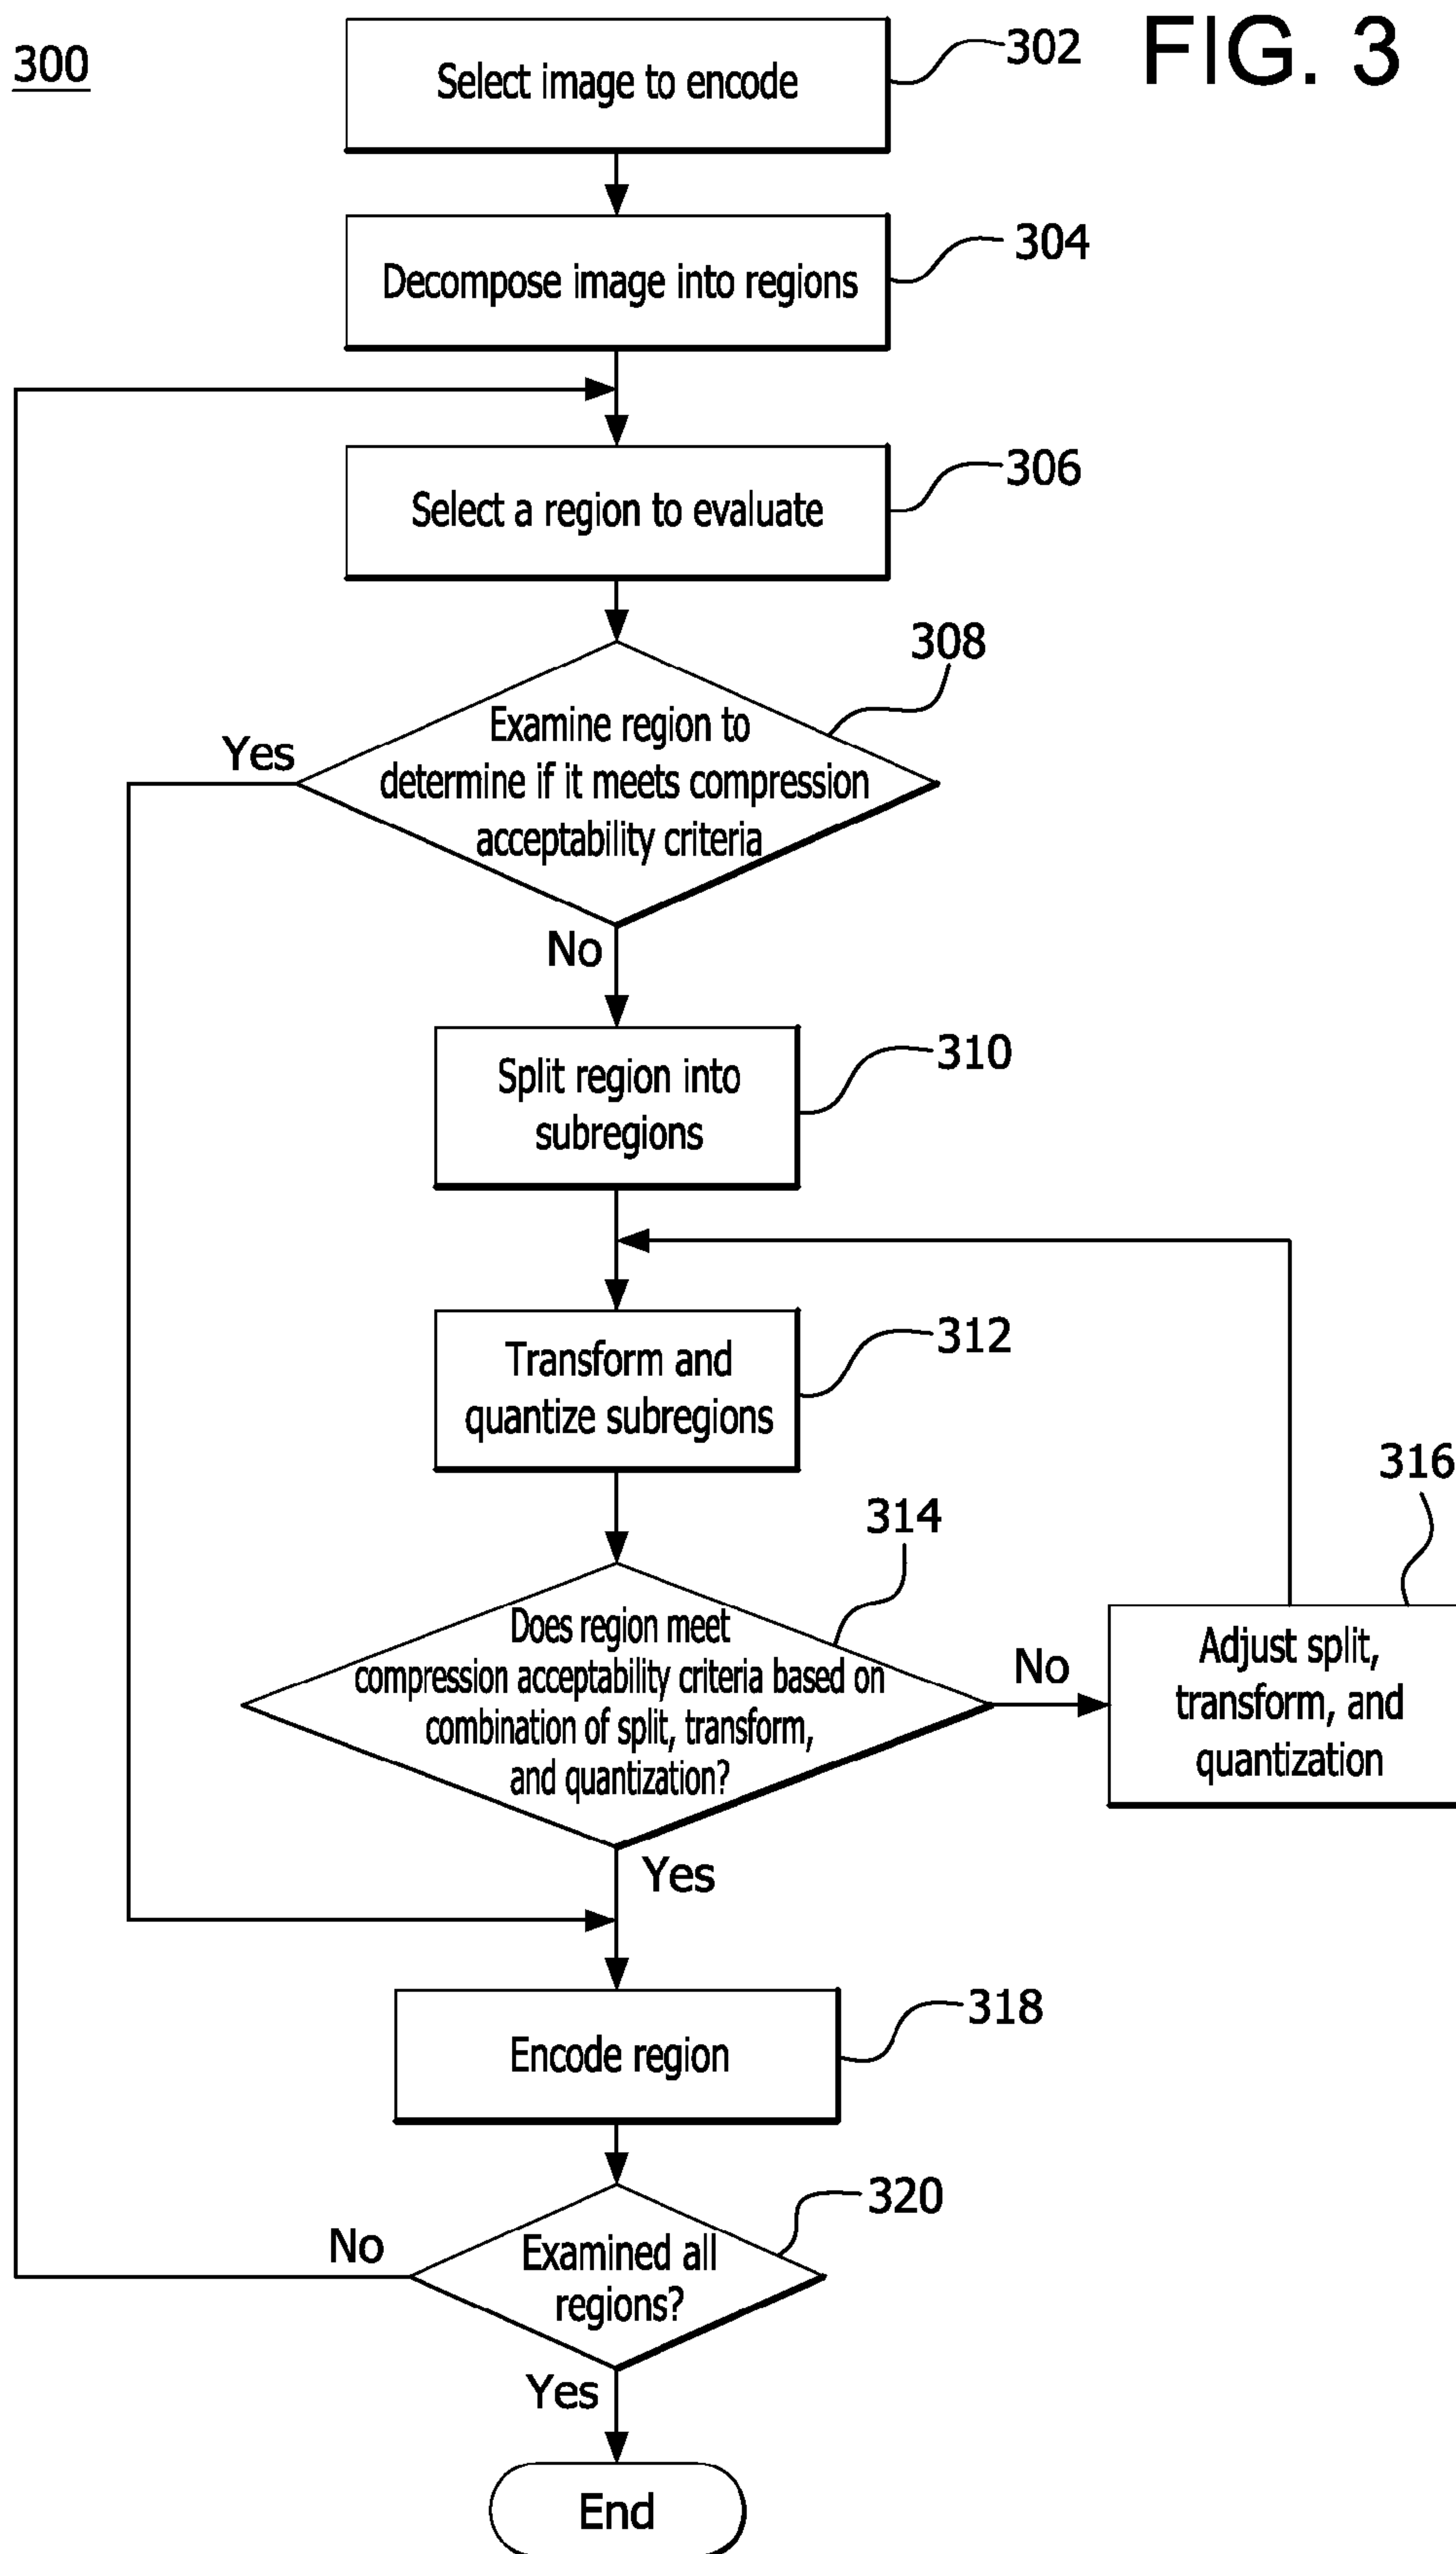 300
FIG. 3
Select image to encode
302
Decompose image into regions
304
Select a region to evaluate
306
308
Examine region to
determine if it meets compression
acceptability criteria
Yes
No
Split region into
subregions
310
Transform and
quantize subregions
312
314
Does region meet
compression acceptability criteria based on
combination of split, transform,
and quantization?
No
316
Adjust split,
transform, and
quantization
Yes
Encode region
318
320
Examined all
regions?
No
Yes
End